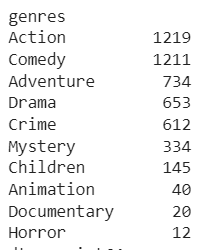 genres
Action 1219
Comedy 1211
Adventure 734
Drama 653
Crime 612
Mystery 334
Children 145
Animation 40
Documentary 20
Horror 12